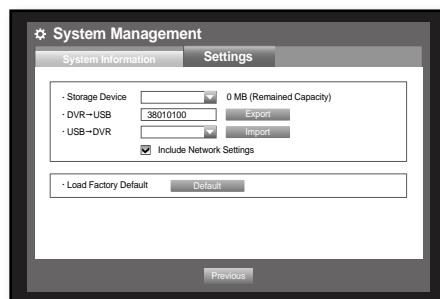 System Management
System Information Settings
· Storage Device 0 MB (Remained Capacity)
· DVR→USB 38010100 Export
· USB→DVR Import
Include Network Settings
· Load Factory Default Default
Previous